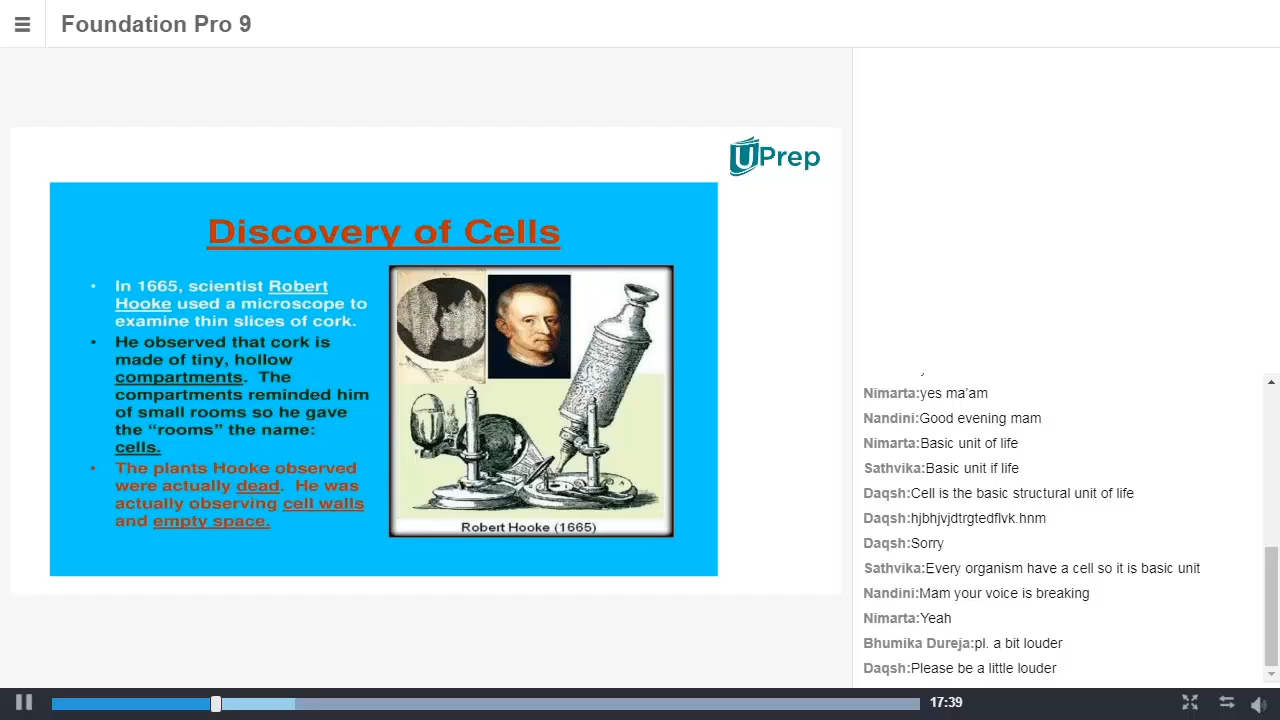 Foundation Pro 9
UPrep
Discovery of Cells
• In 1665, scientist Robert
Hooke used a microscope to
examine thin slices of cork.
• He observed that cork is
made of tiny, hollow
compartments. The
compartments reminded him
of small rooms so he gave
the “rooms” the name:
cells.
• The plants Hooke observed
were actually dead. He was
actually observing cell walls
and empty space.
Robert Hooke (1665)
Nimarta:yes ma'am
Nandini:Good evening mam
Nimarta:Basic unit of life
Sathvika:Basic unit if life
Daqsh:Cell is the basic structural unit of life
Daqsh:hjbhjvjdtrgtedflvk.hnm
Daqsh:Sorry
Sathvika:Every organism have a cell so it is basic unit
Nandini:Mam your voice is breaking
Nimarta:Yeah
Bhumika Dureja:pl. a bit louder
Daqsh:Please be a little louder
17:39